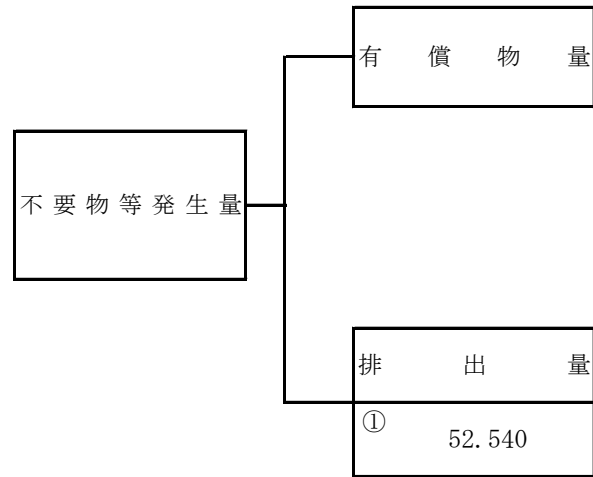 有償物量
不要物等発生量
排出量
①
52.540